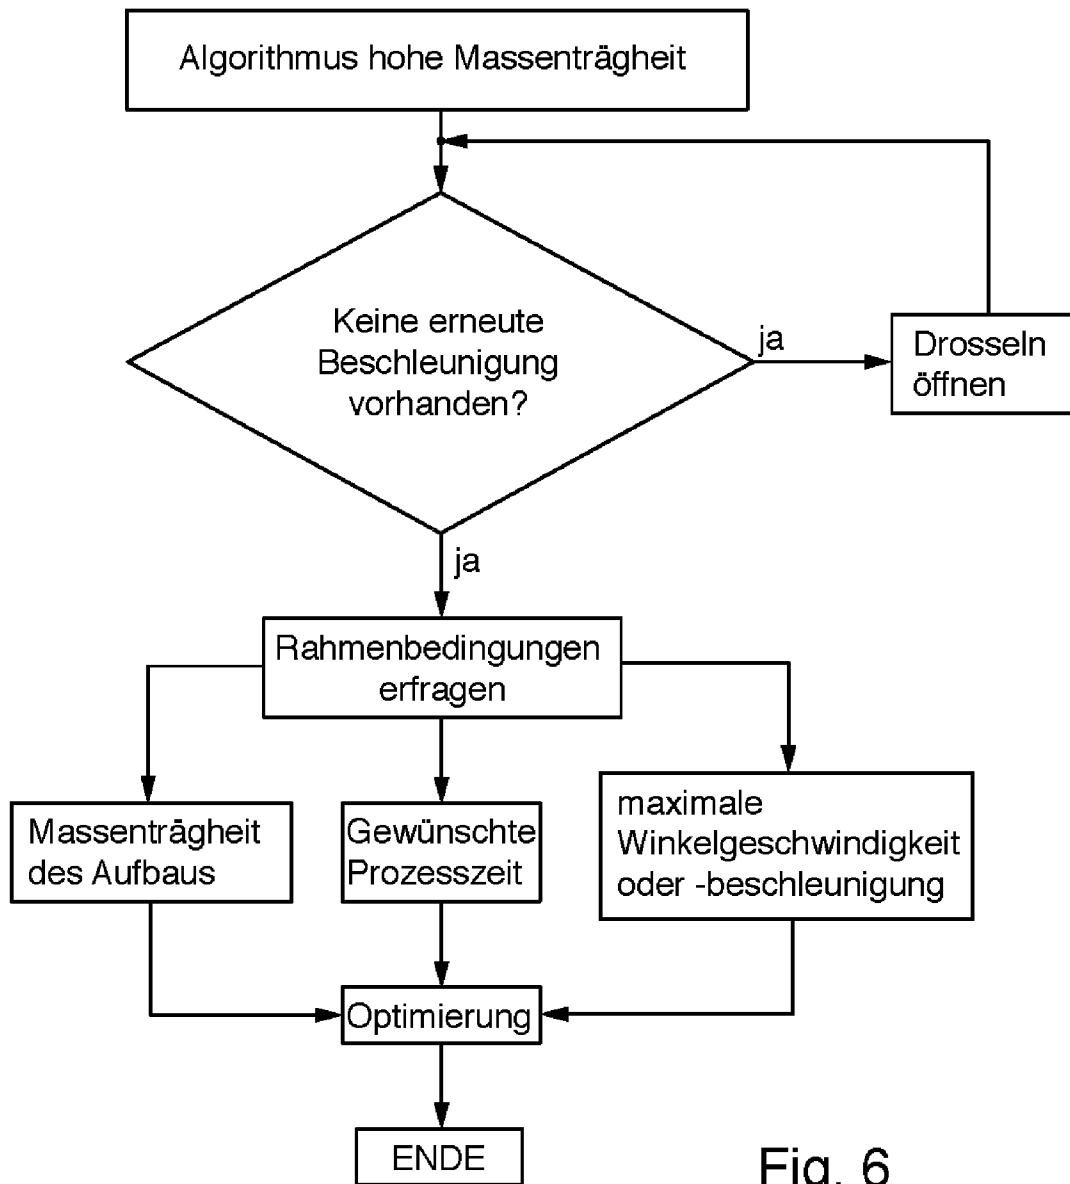 Algorithmus hohe Massenträgheit
Keine erneute
Beschleunigung
vorhanden?
ja
Drosseln
öffnen
ja
Rahmenbedingungen
erfragen
Massenträgheit
des Aufbaus
Gewünschte
Prozesszeit
maximale
Winkelgeschwindigkeit
oder -beschleunigung
Optimierung
ENDE
Fig. 6